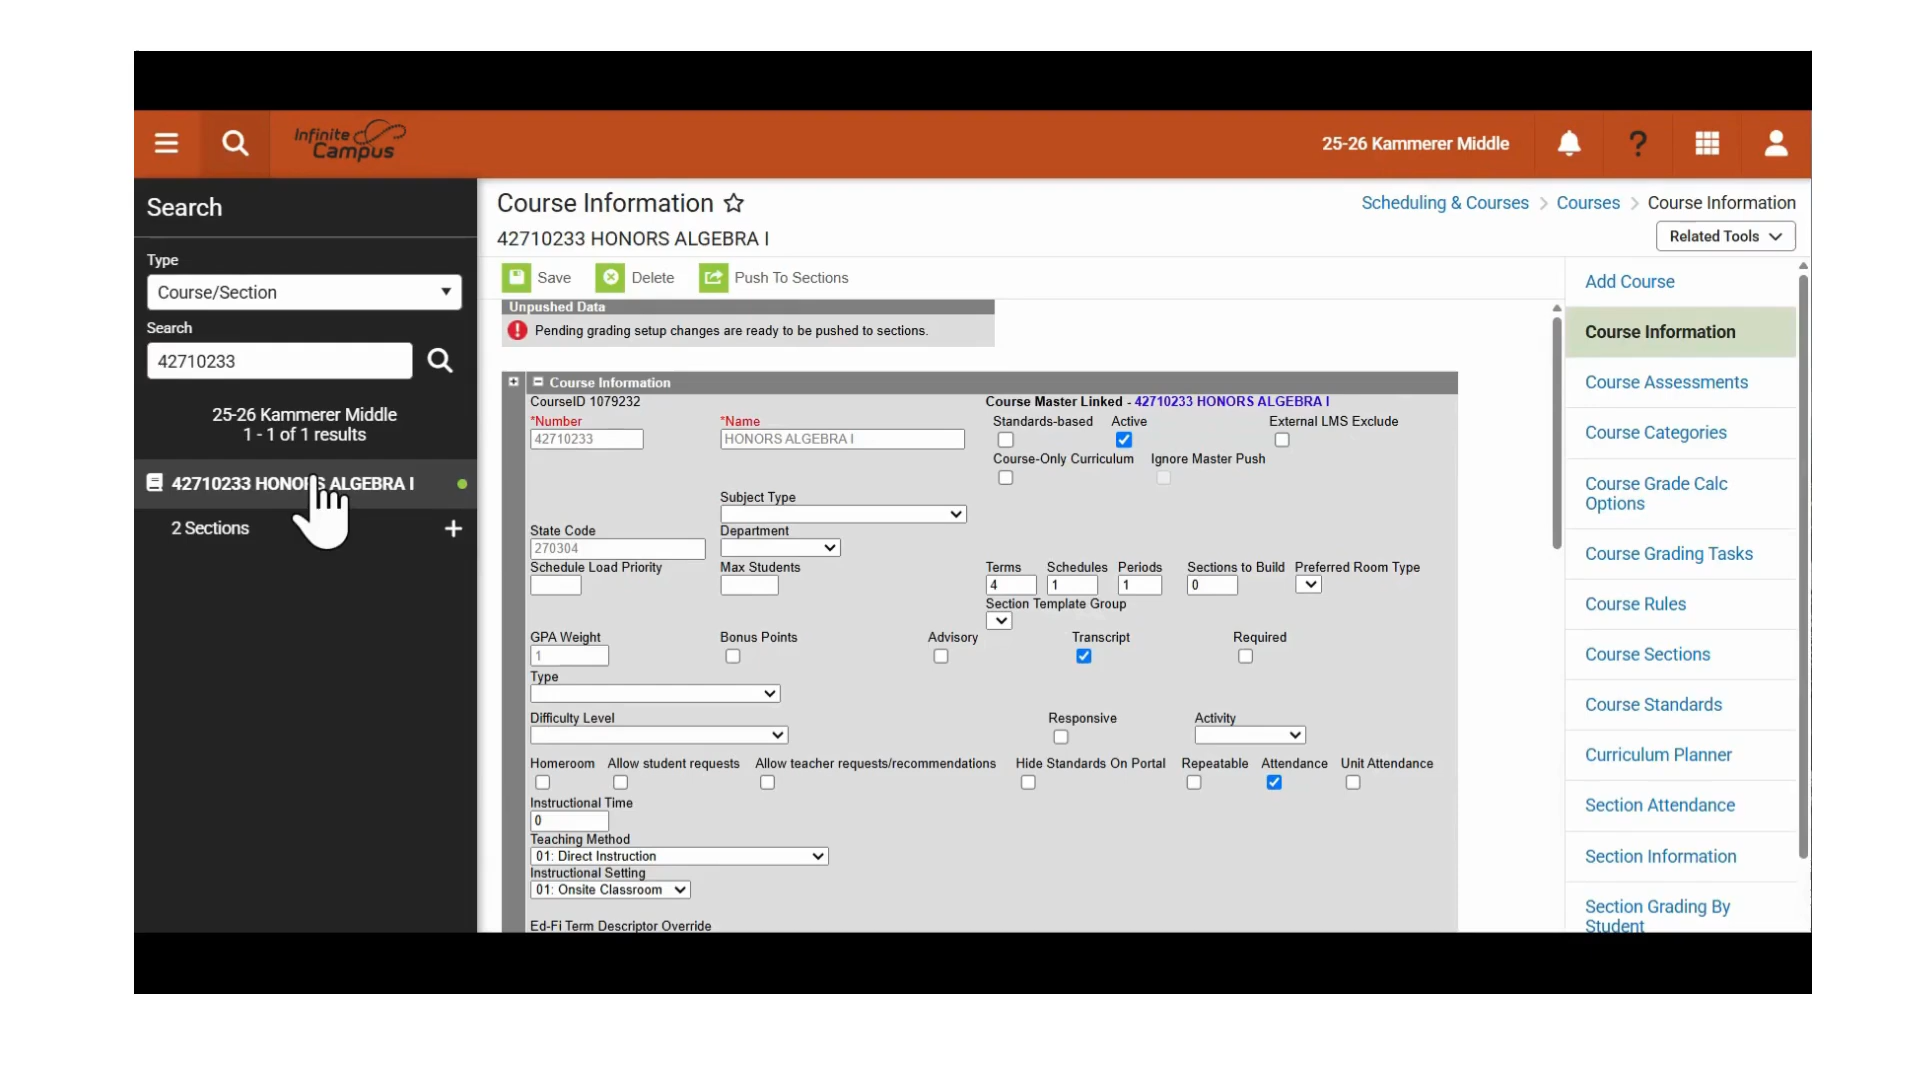 Infinite
Campus
25-26 Kammerer Middle
?
Search
Type
Course/Section
Search
42710233
25-26 Kammerer Middle
1 - 1 of 1 results
42710233 HONORS ALGEBRA I
2 Sections
+
Course Information
Scheduling & Courses > Courses > Course Information
42710233 HONORS ALGEBRA I
Related Tools
Save Delete Push To Sections
Unpushed Data
Pending grading setup changes are ready to be pushed to sections.
Course Information
CourseID 1079232
Course Master Linked - 42710233 HONORS ALGEBRA I
*Number *Name Standards-based Active External LMS Exclude
42710233 HONORS ALGEBRA I
Course-Only Curriculum Ignore Master Push
Subject Type
State Code Department
270304
Schedule Load Priority Max Students Terms Schedules Periods Sections to Build Preferred Room Type
4 1 1 0
Section Template Group
GPA Weight Bonus Points Advisory Transcript Required
1
Type
Difficulty Level Responsive Activity
Homeroom Allow student requests Allow teacher requests/recommendations Hide Standards On Portal Repeatable Attendance Unit Attendance
Instructional Time
0
Teaching Method
01: Direct Instruction
Instructional Setting
01: Onsite Classroom
Ed-Fi Term Descriptor Override
Add Course
Course Information
Course Assessments
Course Categories
Course Grade Calc
Options
Course Grading Tasks
Course Rules
Course Sections
Course Standards
Curriculum Planner
Section Attendance
Section Information
Section Grading By
Student